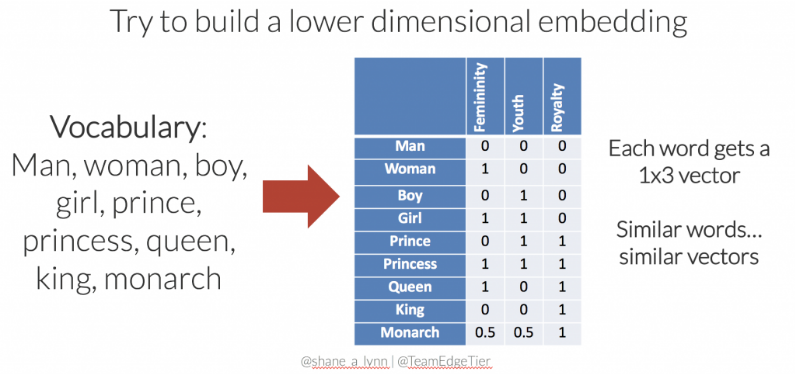 Try to build a lower dimensional embedding
Vocabulary:
Man, woman, boy,
girl, prince,
princess, queen,
king, monarch
Femininity Youth Royalty
Man 0 0 0
Woman 1 0 0
Boy 0 1 0
Girl 1 1 0
Prince 0 1 1
Princess 1 1 1
Queen 1 0 1
King 0 0 1
Monarch 0.5 0.5 1
Each word gets a
1x3 vector
Similar words...
similar vectors
@shane_a_lynn | @TeamEdgeTier